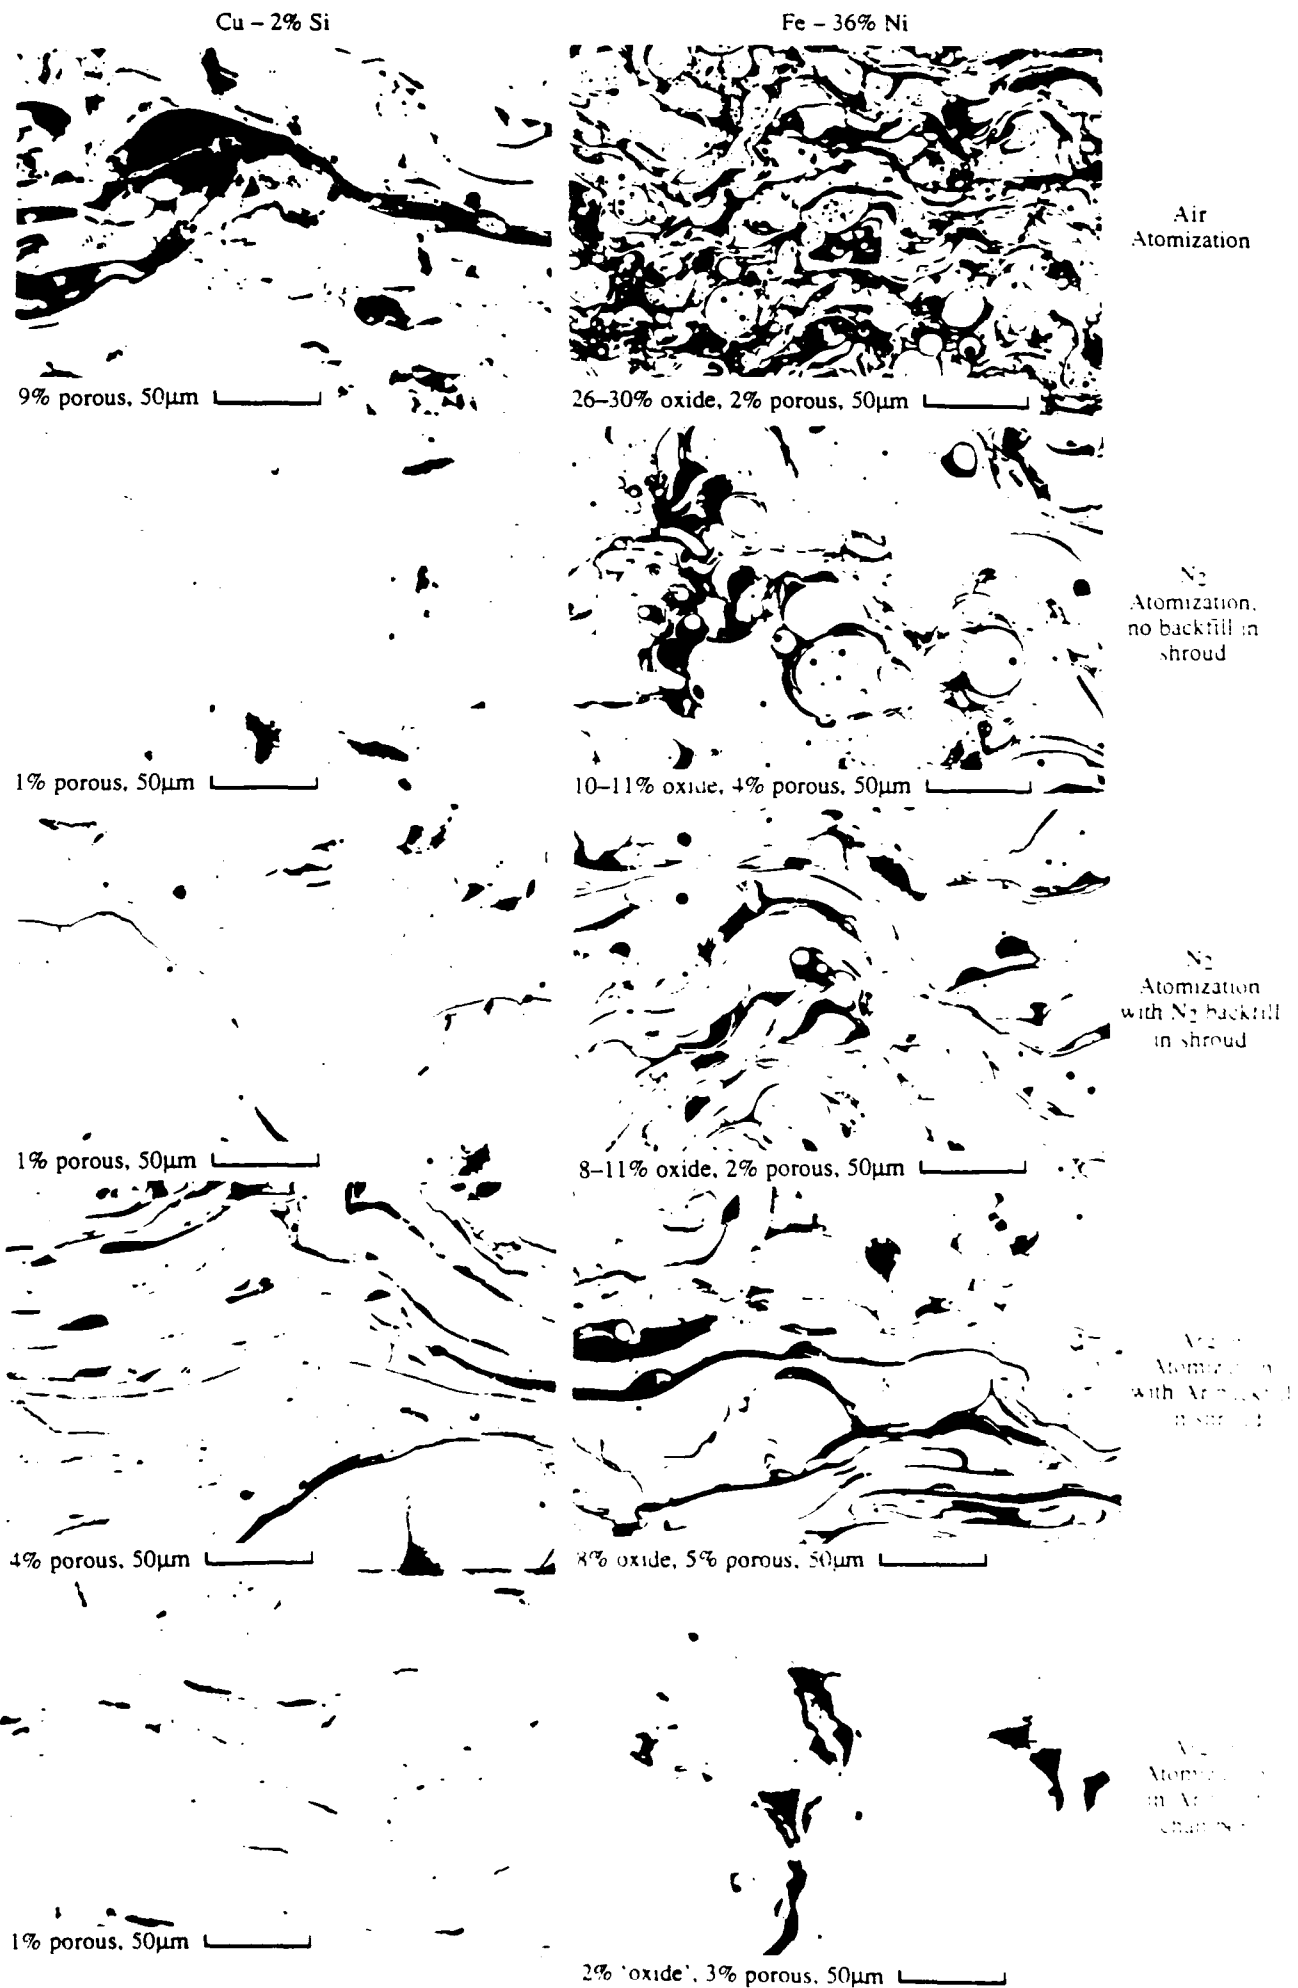 Cu – 2% Si
Fe – 36% Ni
Air
Atomization
9% porous, 50µm
26–30% oxide, 2% porous, 50µm
N2
Atomization,
no backfill in
shroud
1% porous, 50µm
10–11% oxide, 4% porous, 50µm
N2
Atomization
with N2 backfill
in shroud
1% porous, 50µm
8–11% oxide, 2% porous, 50µm
with Ar
4% porous, 50µm
8% oxide, 5% porous, 50µm
in
1% porous, 50µm
2% 'oxide', 3% porous, 50µm